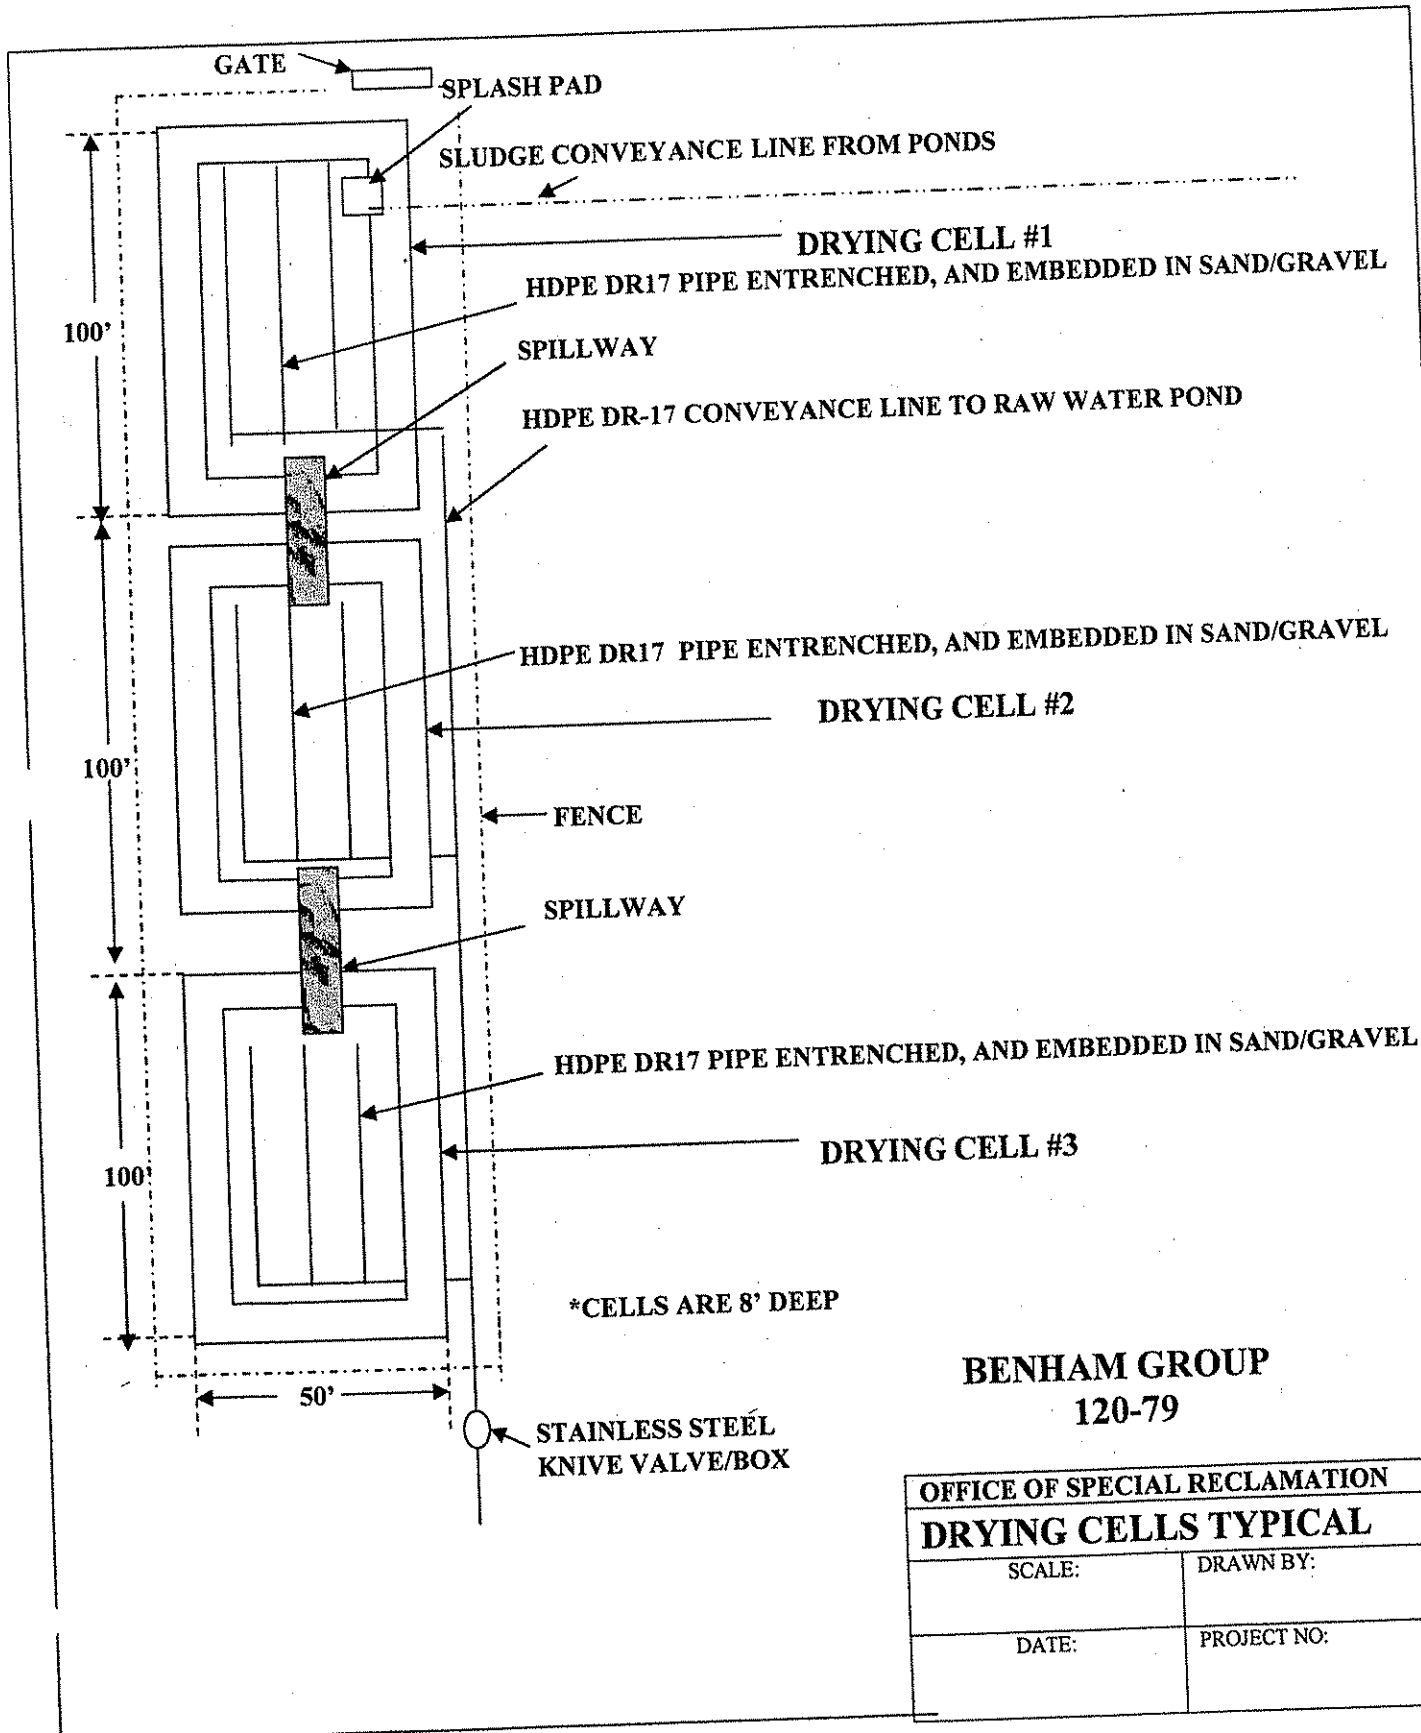 GATE
SPLASH PAD
SLUDGE CONVEYANCE LINE FROM PONDS
DRYING CELL #1
HDPE DR17 PIPE ENTRENCHED, AND EMBEDDED IN SAND/GRAVEL
100’
SPILLWAY
HDPE DR-17 CONVEYANCE LINE TO RAW WATER POND
HDPE DR17 PIPE ENTRENCHED, AND EMBEDDED IN SAND/GRAVEL
DRYING CELL #2
100’
FENCE
SPILLWAY
HDPE DR17 PIPE ENTRENCHED, AND EMBEDDED IN SAND/GRAVEL
DRYING CELL #3
100'
*CELLS ARE 8’ DEEP
50’
STAINLESS STEEL
KNIVE VALVE/BOX
BENHAM GROUP
120-79
OFFICE OF SPECIAL RECLAMATION
DRYING CELLS TYPICAL
SCALE:
DRAWN BY:
DATE:
PROJECT NO: